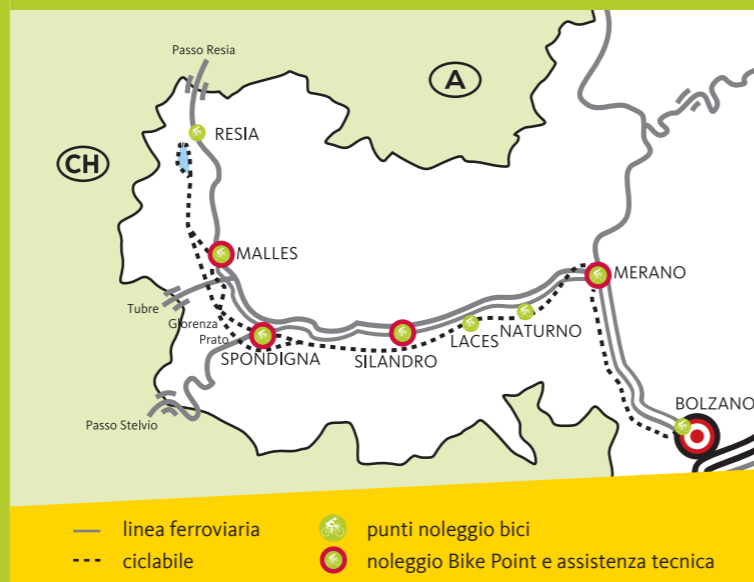 Passo Resia
A
RESIA
CH
MALLES
MERANO
Tubre
Glorenza
Prato
SPONDIGNA
SILANDRO
LACES
NATURNO
BOLZANO
Passo Stelvio
linea ferroviaria
punti noleggio bici
ciclabile
noleggio Bike Point e assistenza tecnica